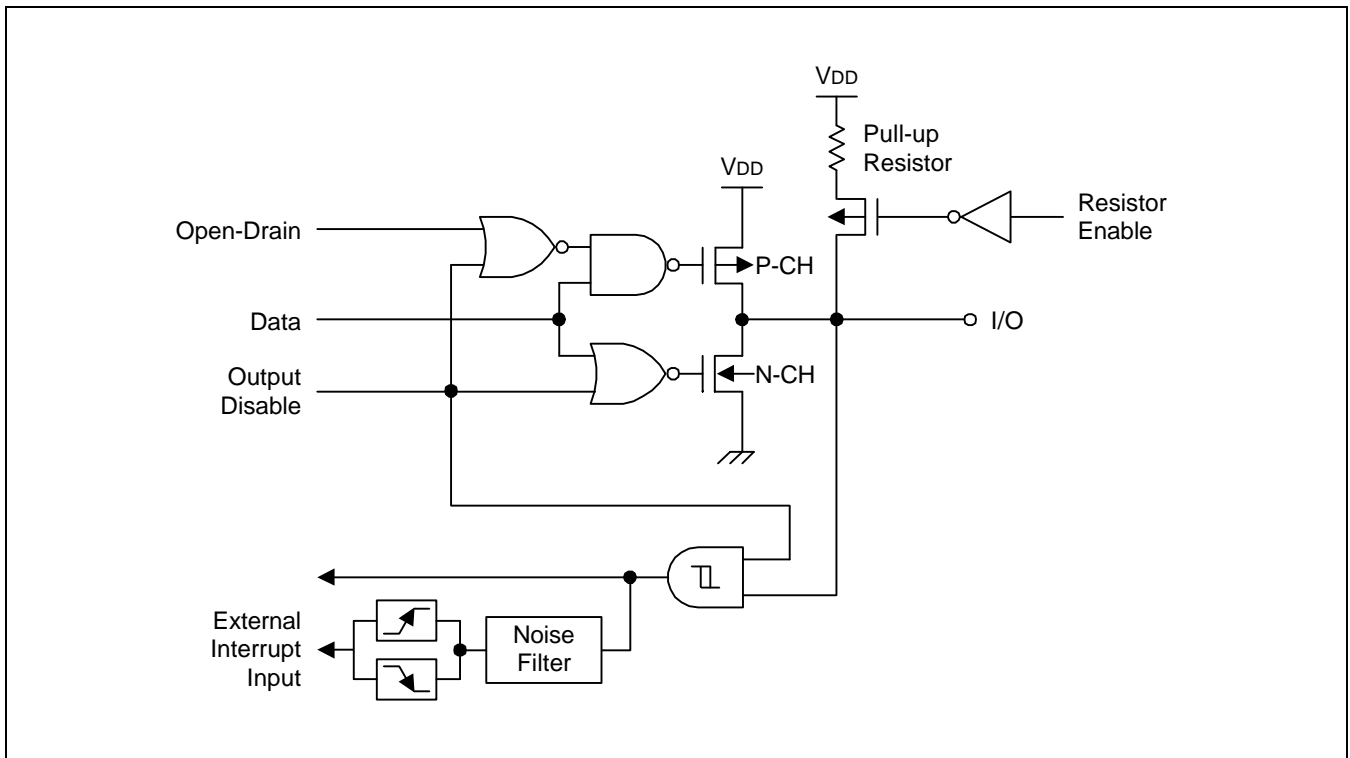 VDD
Pull-up
Resistor
VDD
Resistor
Enable
Open-Drain
P-CH
Data
I/O
Output
Disable
N-CH
External
Interrupt
Input
Noise
Filter